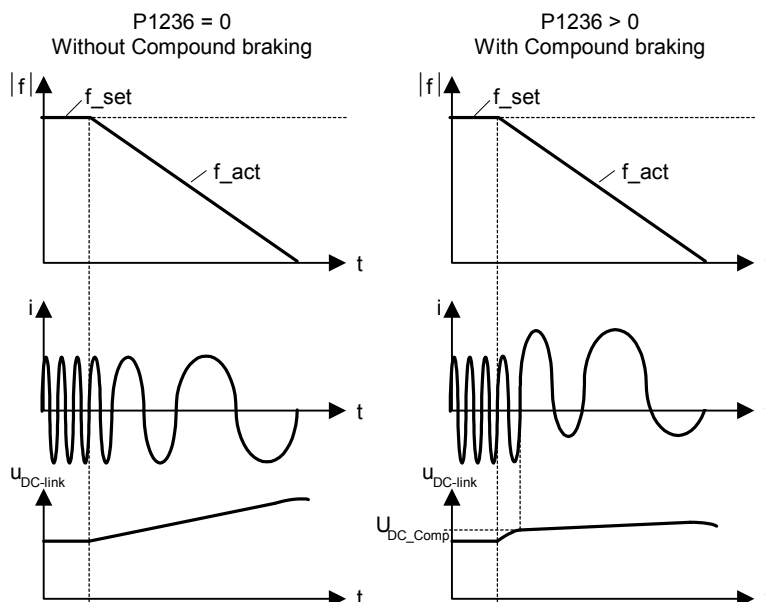 P1236 = 0
Without Compound braking
|f|
f_set
f_act
t
i
t
uDC-link
t
P1236 > 0
With Compound braking
|f|
f_set
f_act
i
uDC-link
UDC_Comp